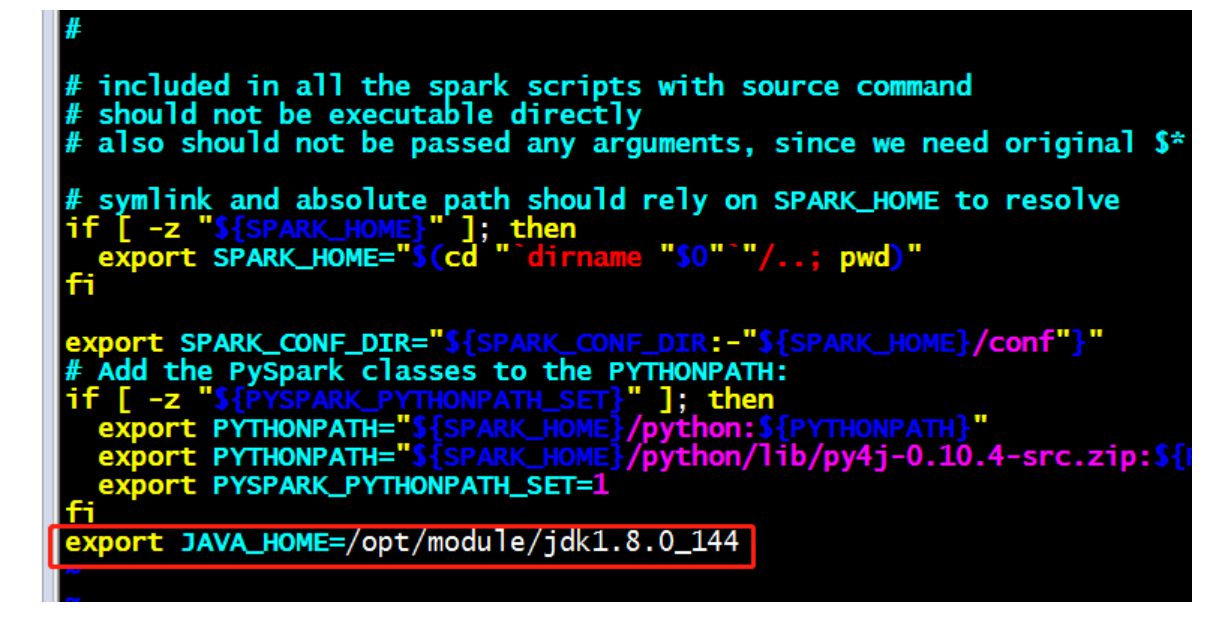 #
# included in all the spark scripts with source command
# should not be executable directly
# also should not be passed any arguments, since we need original $*
# symlink and absolute path should rely on SPARK_HOME to resolve
if [ -z "${SPARK_HOME}" ]; then
  export SPARK_HOME="$(cd "`dirname "$0"`"/..; pwd)"
fi
export SPARK_CONF_DIR="${SPARK_CONF_DIR:-"${SPARK_HOME}/conf"}"
# Add the PySpark classes to the PYTHONPATH:
if [ -z "${PYSPARK_PYTHONPATH_SET}" ]; then
  export PYTHONPATH="${SPARK_HOME}/python:${PYTHONPATH}"
  export PYTHONPATH="${SPARK_HOME}/python/lib/py4j-0.10.4-src.zip:${
  export PYSPARK_PYTHONPATH_SET=1
fi
export JAVA_HOME=/opt/module/jdk1.8.0_144
~
~